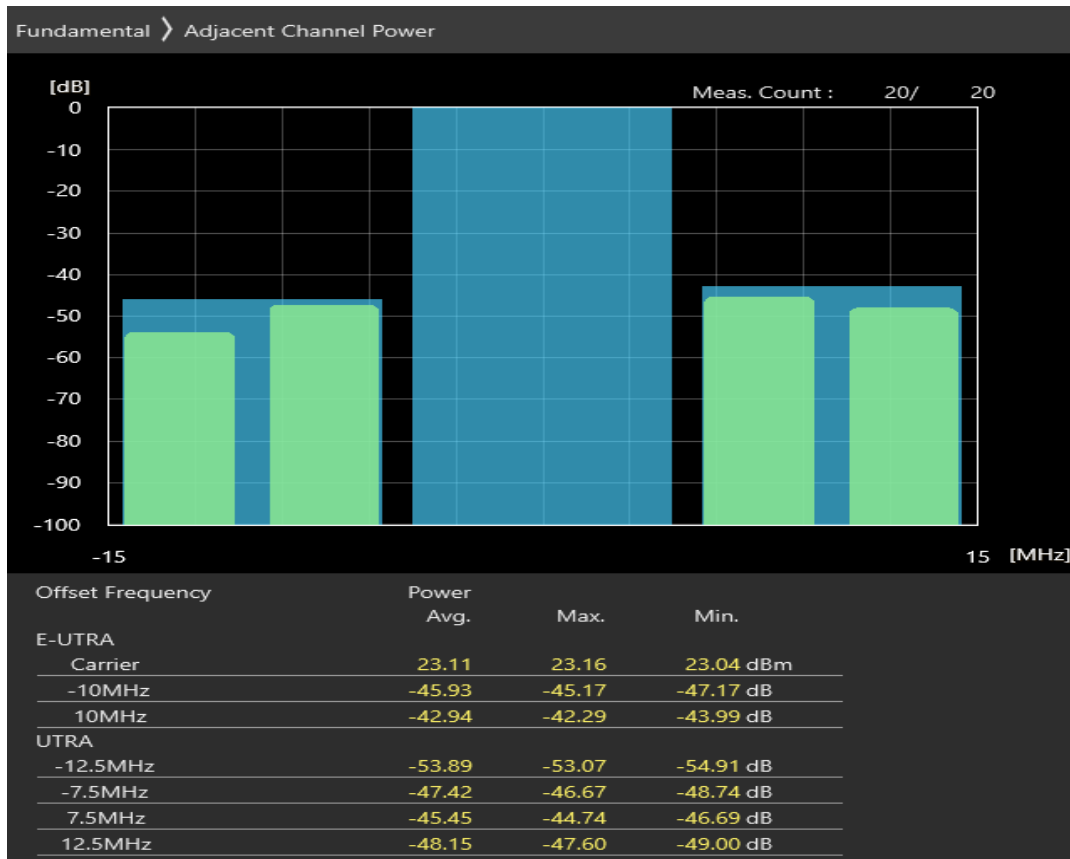 Fundamental 〉 Adjacent Channel Power
[dB]
Meas. Count : 20/ 20
0
-10
-20
-30
-40
-50
-60
-70
-80
-90
-100
-15 15 [MHz]
Offset Frequency Power
Avg. Max. Min.
E-UTRA
Carrier 23.11 23.16 23.04 dBm
-10MHz -45.93 -45.17 -47.17 dB
10MHz -42.94 -42.29 -43.99 dB
UTRA
-12.5MHz -53.89 -53.07 -54.91 dB
-7.5MHz -47.42 -46.67 -48.74 dB
7.5MHz -45.45 -44.74 -46.69 dB
12.5MHz -48.15 -47.60 -49.00 dB